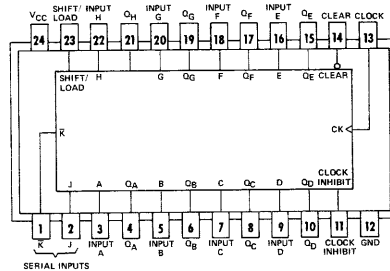 VCC SHIFT/ LOAD INPUT H QH INPUT G QG INPUT F QF INPUT E QE CLEAR CLOCK
24 23 22 21 20 19 18 17 16 15 14 13
SHIFT/ LOAD H QH G QG F QF E QE CLEAR
K̅ CK
J A QA B QB C QC D QD CLOCK INHIBIT
1 2 3 4 5 6 7 8 9 10 11 12
K̅ J INPUT A QA INPUT B QB INPUT C QC INPUT D QD CLOCK INHIBIT GND
SERIAL INPUTS